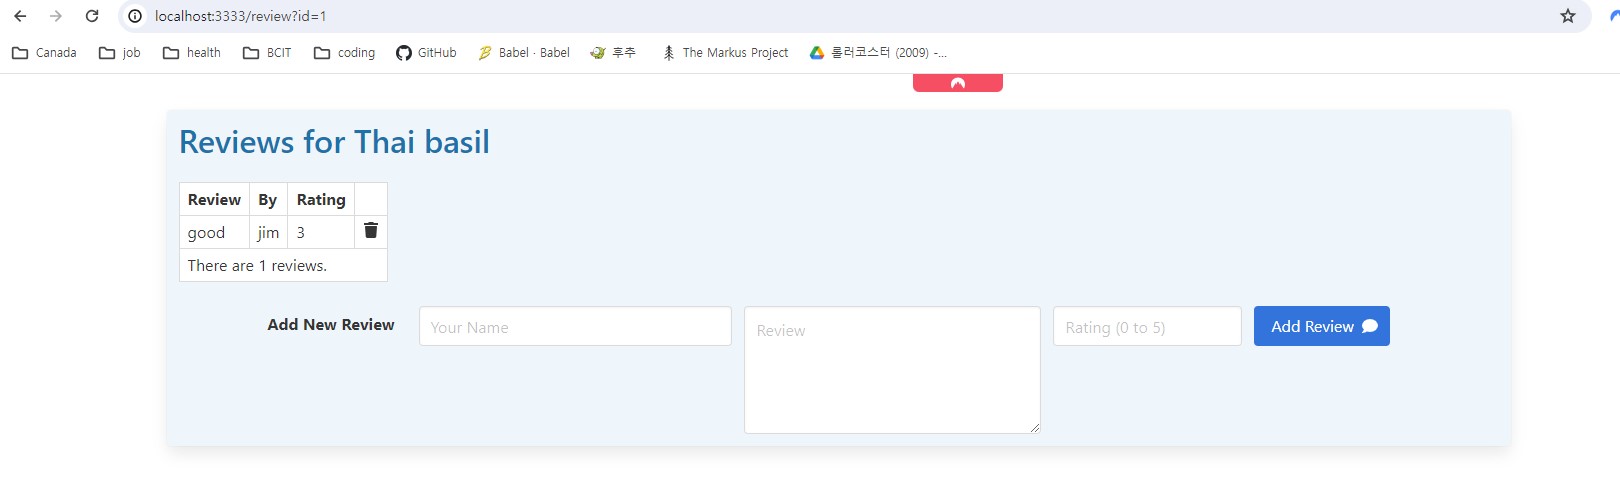 localhost:3333/review?id=1
Canada job health BCIT coding GitHub Babel · Babel 후추 The Markus Project 롤러코스터 (2009) -...
Reviews for Thai basil
Review By Rating
good jim 3
There are 1 reviews.
Add New Review Your Name Review Rating (0 to 5) Add Review